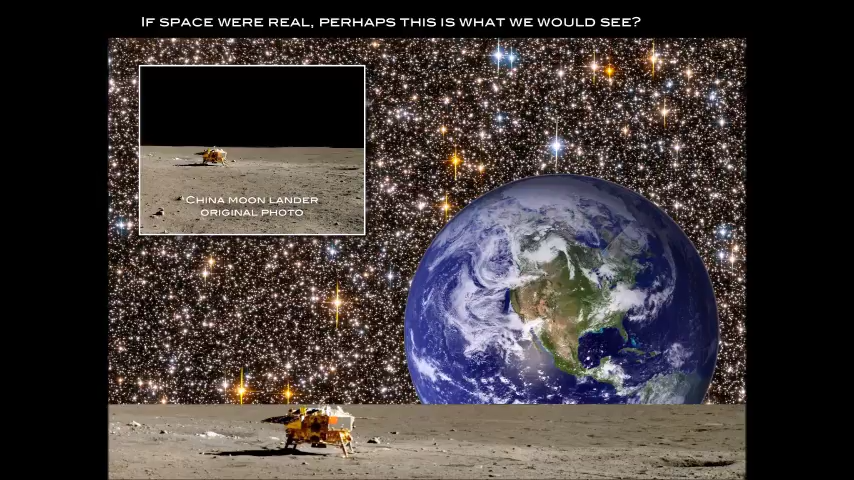 If space were real, perhaps this is what we would see?
*China moon lander
original photo